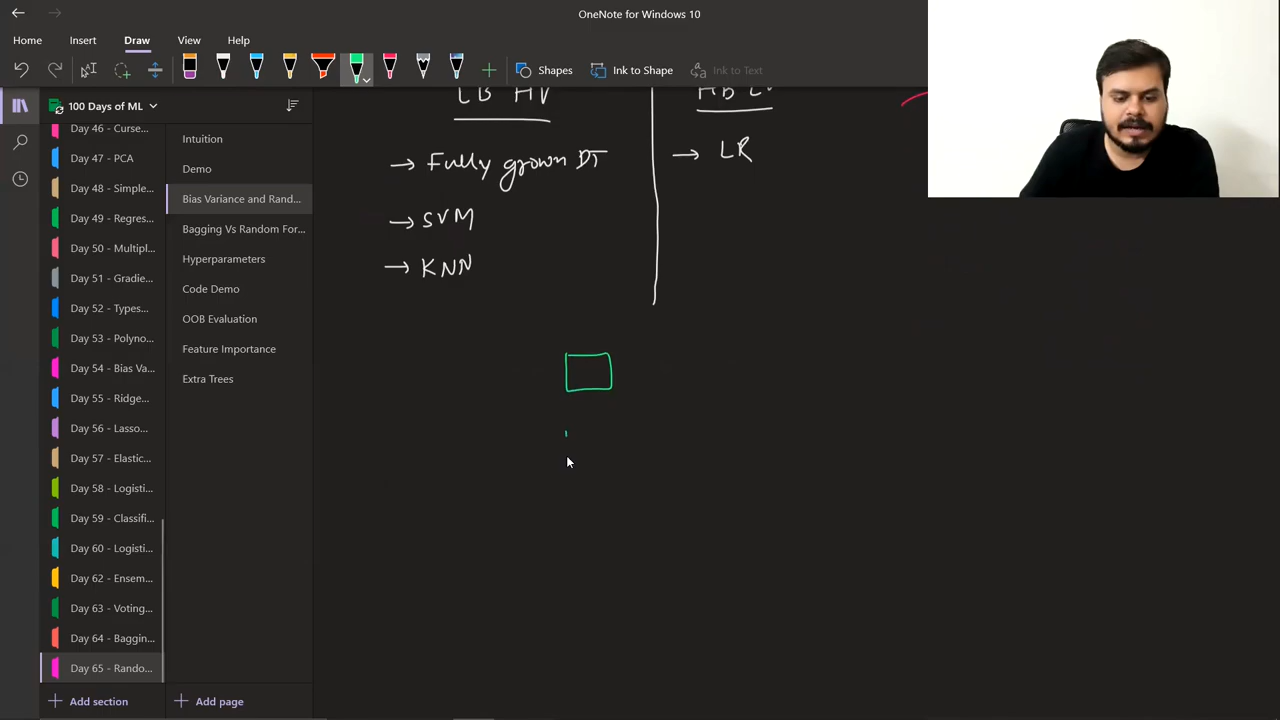 OneNote for Windows 10
Home Insert Draw View Help
Shapes Ink to Shape Ink to Text
100 Days of ML
Day 46 - Curse...
Day 47 - PCA
Day 48 - Simple...
Day 49 - Regres...
Day 50 - Multipl...
Day 51 - Gradie...
Day 52 - Types...
Day 53 - Polyno...
Day 54 - Bias Va...
Day 55 - Ridge...
Day 56 - Lasso...
Day 57 - Elastic...
Day 58 - Logisti...
Day 59 - Classifi...
Day 60 - Logisti...
Day 62 - Ensem...
Day 63 - Voting...
Day 64 - Baggin...
Day 65 - Rando...
Add section
Intuition
Demo
Bias Variance and Rand...
Bagging Vs Random For...
Hyperparameters
Code Demo
OOB Evaluation
Feature Importance
Extra Trees
Add page
LB HV
→ Fully grown DT
→ SVM
→ KNN
HB LV
→ LR